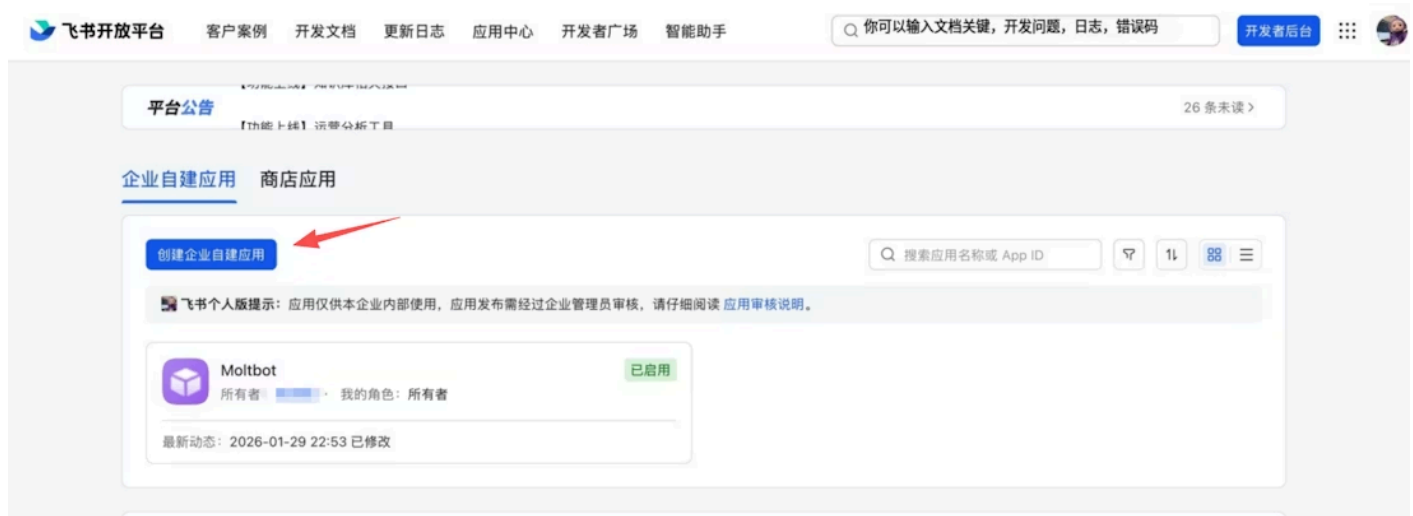 飞书开放平台 客户案例 开发文档 更新日志 应用中心 开发者广场 智能助手 你可以输入文档关键，开发问题，日志，错误码 开发者后台
平台公告 26 条未读
【功能上线】运营分析工具
企业自建应用 商店应用
创建企业自建应用 搜索应用名称或 App ID
飞书个人版提示：应用仅供本企业内部使用，应用发布需经过企业管理员审核，请仔细阅读 应用审核说明。
Moltbot 已启用
所有者 我的角色：所有者
最新动态：2026-01-29 22:53 已修改